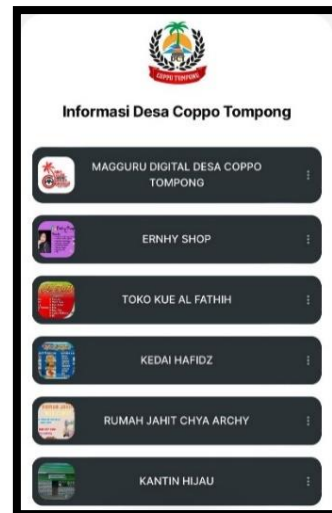 COPPO TOMPONG
Informasi Desa Coppo Tompong
MAGGURU DIGITAL DESA COPPO
TOMPONG
ERNHY SHOP
TOKO KUE AL FATHIH
KEDAI HAFIDZ
RUMAH JAHIT CHYA ARCHY
KANTIN HIJAU